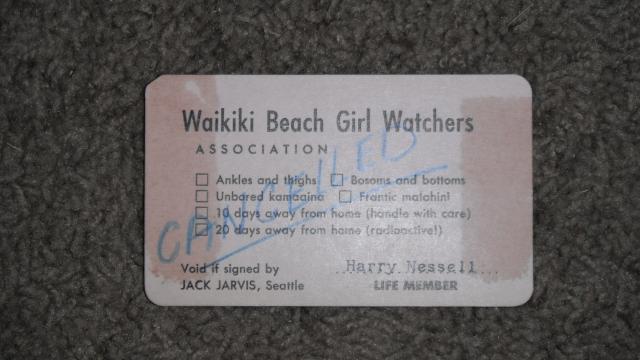 Waikiki Beach Girl Watchers
ASSOCIATION
Ankles and thighs Bosoms and bottoms
Unbared kamaaina Frantic malahini
10 days away from home (handle with care)
20 days away from home (radioactive!)
CANCELLED
Void if signed by ..Harry Nessell...
JACK JARVIS, Seattle LIFE MEMBER